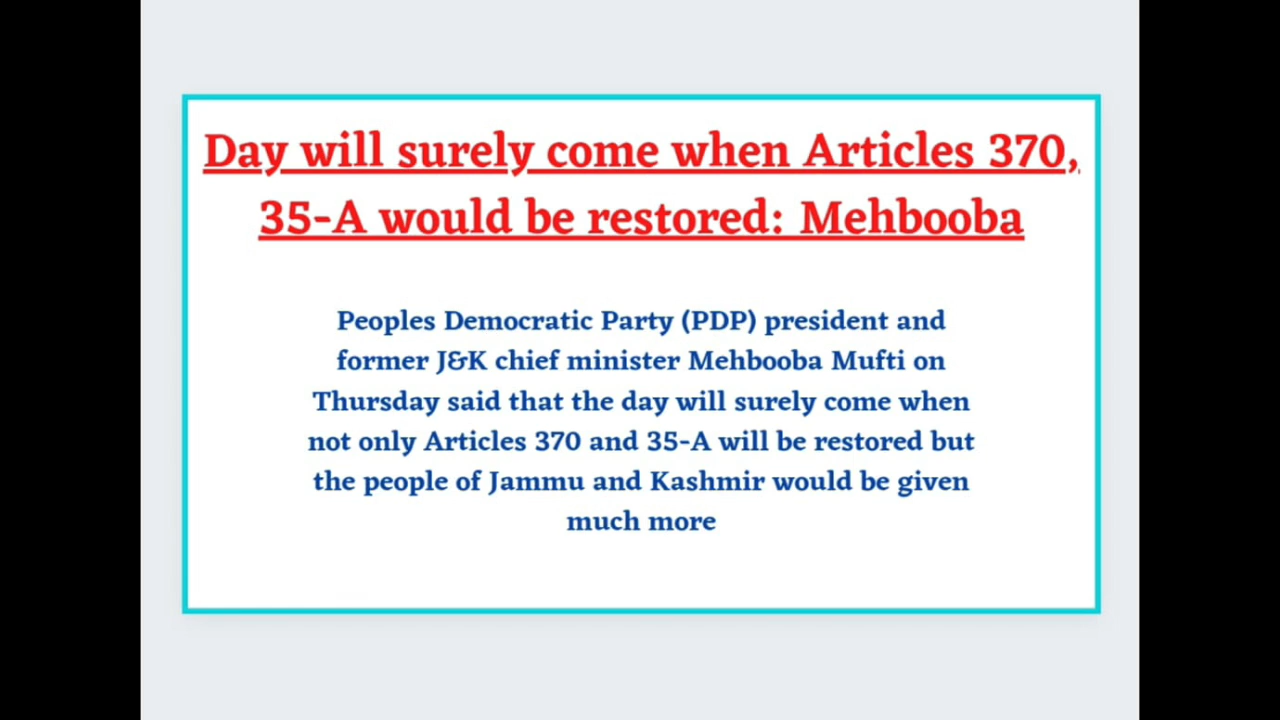 Day will surely come when Articles 370,
35-A would be restored: Mehbooba
Peoples Democratic Party (PDP) president and
former J&K chief minister Mehbooba Mufti on
Thursday said that the day will surely come when
not only Articles 370 and 35-A will be restored but
the people of Jammu and Kashmir would be given
much more